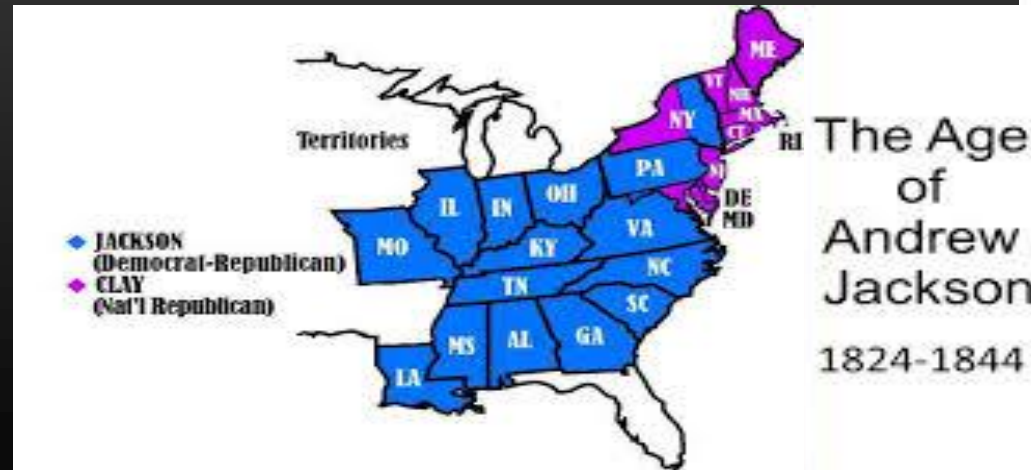 ME
VT
NH
MA
NY
CT
RI
Territories
PA
NJ
OH
IL
IN
DE
MD
VA
MO
KY
NC
TN
SC
MS
AL
GA
LA
◆ JACKSON
(Democrat-Republican)
◆ CLAY
(Nat'l Republican)
The Age
of
Andrew
Jackson
1824-1844